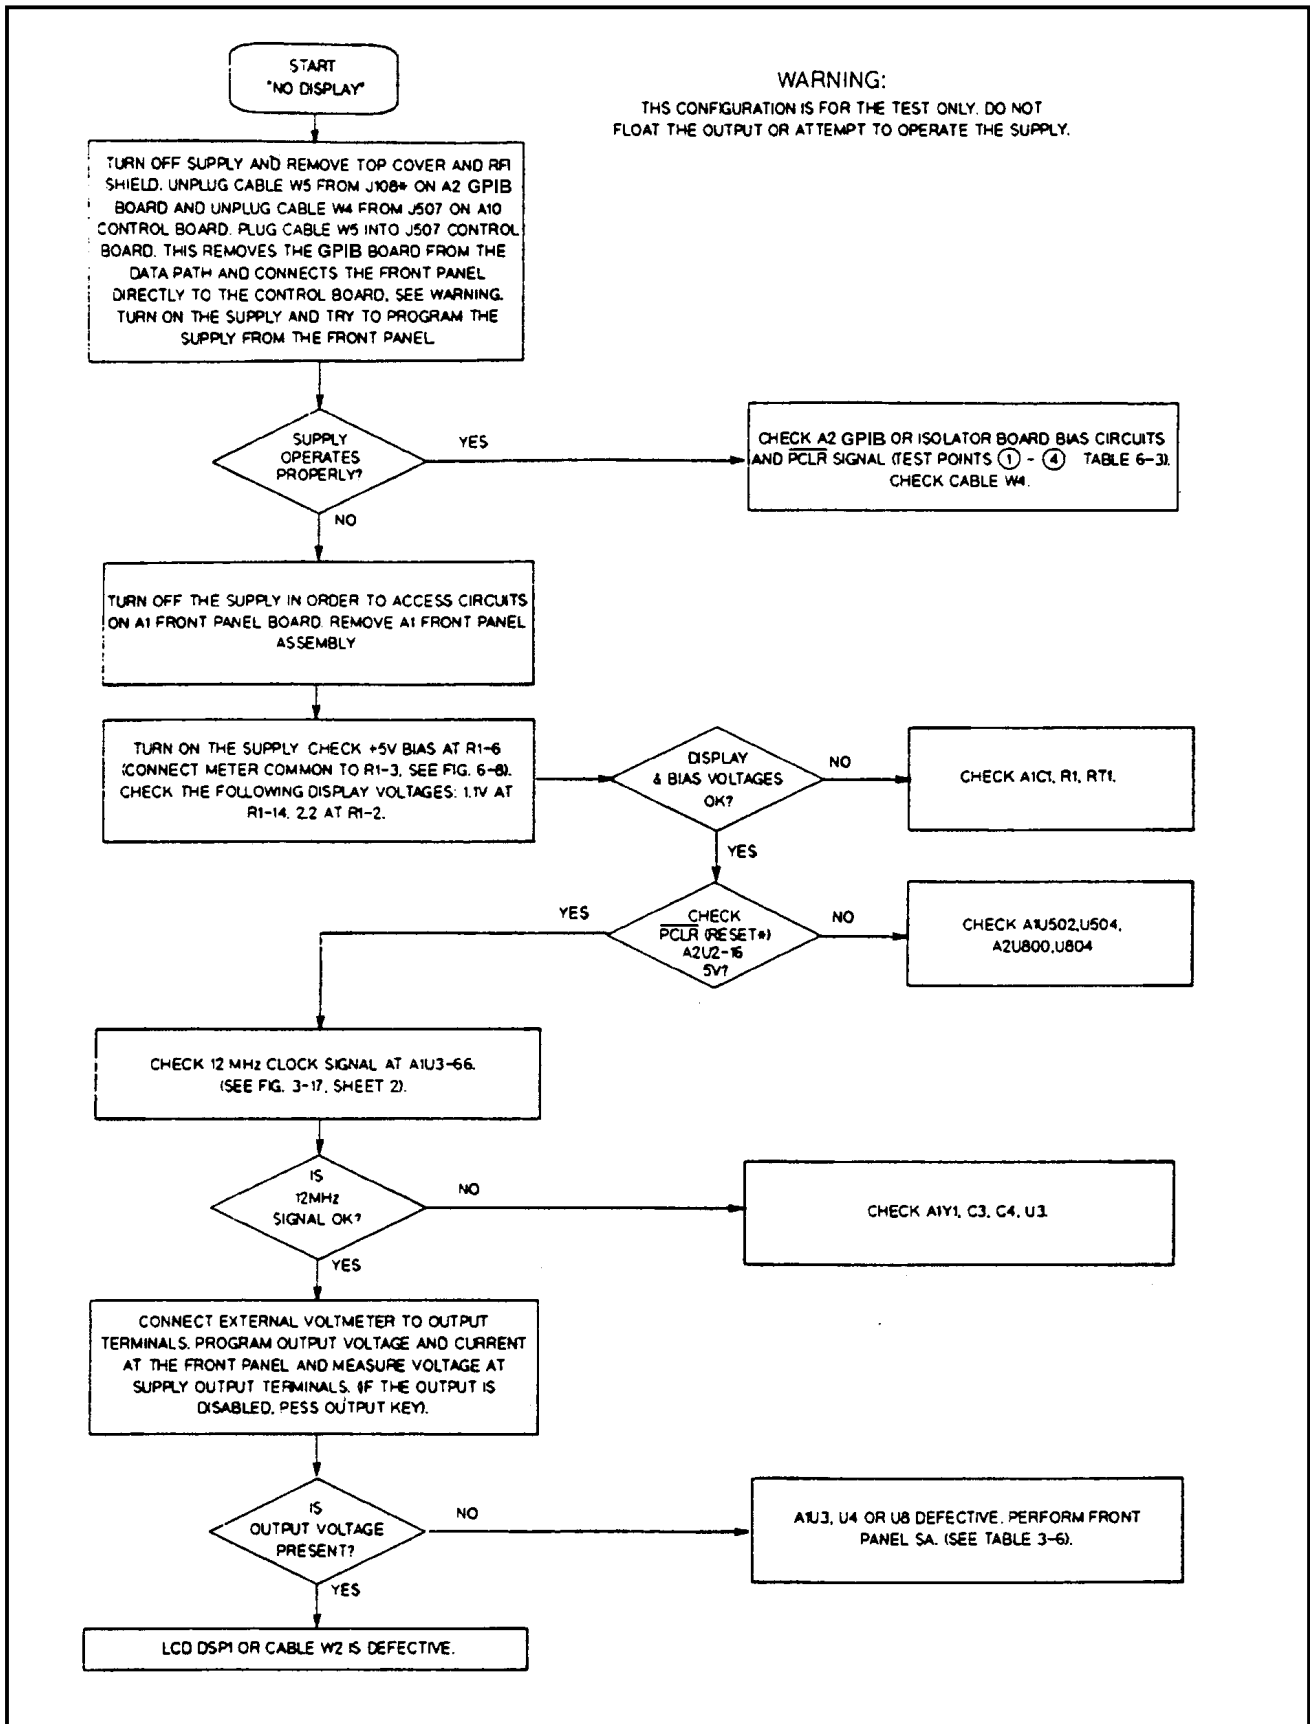 START
"NO DISPLAY"
WARNING:
THS CONFIGURATION IS FOR THE TEST ONLY. DO NOT
FLOAT THE OUTPUT OR ATTEMPT TO OPERATE THE SUPPLY.
TURN OFF SUPPLY AND REMOVE TOP COVER AND RFI
SHIELD. UNPLUG CABLE W5 FROM J108* ON A2 GPIB
BOARD AND UNPLUG CABLE W4 FROM J507 ON A10
CONTROL BOARD. PLUG CABLE W5 INTO J507 CONTROL
BOARD. THIS REMOVES THE GPIB BOARD FROM THE
DATA PATH AND CONNECTS THE FRONT PANEL
DIRECTLY TO THE CONTROL BOARD, SEE WARNING.
TURN ON THE SUPPLY AND TRY TO PROGRAM THE
SUPPLY FROM THE FRONT PANEL
SUPPLY
OPERATES
PROPERLY?
YES
CHECK A2 GPIB OR ISOLATOR BOARD BIAS CIRCUITS
AND PCLR SIGNAL (TEST POINTS ① - ④ TABLE 6-3).
CHECK CABLE W4.
NO
TURN OFF THE SUPPLY IN ORDER TO ACCESS CIRCUITS
ON A1 FRONT PANEL BOARD. REMOVE A1 FRONT PANEL
ASSEMBLY
TURN ON THE SUPPLY CHECK +5V BIAS AT R1-6
(CONNECT METER COMMON TO R1-3, SEE FIG. 6-8).
CHECK THE FOLLOWING DISPLAY VOLTAGES: 1.1V AT
R1-14, 2.2 AT R1-2.
DISPLAY
& BIAS VOLTAGES
OK?
NO
CHECK A1C1, R1, RT1.
YES
CHECK
PCLR (RESET*)
A2U2-16
5V?
YES
NO
CHECK A1U502,U504,
A2U800,U804
CHECK 12 MHz CLOCK SIGNAL AT A1U3-66.
(SEE FIG. 3-17, SHEET 2).
IS
12MHz
SIGNAL OK?
NO
CHECK A1Y1, C3, C4, U3.
YES
CONNECT EXTERNAL VOLTMETER TO OUTPUT
TERMINALS. PROGRAM OUTPUT VOLTAGE AND CURRENT
AT THE FRONT PANEL AND MEASURE VOLTAGE AT
SUPPLY OUTPUT TERMINALS. (IF THE OUTPUT IS
DISABLED, PESS OUTPUT KEY).
IS
OUTPUT VOLTAGE
PRESENT?
NO
A1U3, U4 OR U8 DEFECTIVE. PERFORM FRONT
PANEL SA. (SEE TABLE 3-6).
YES
LCD DSP1 OR CABLE W2 IS DEFECTIVE.